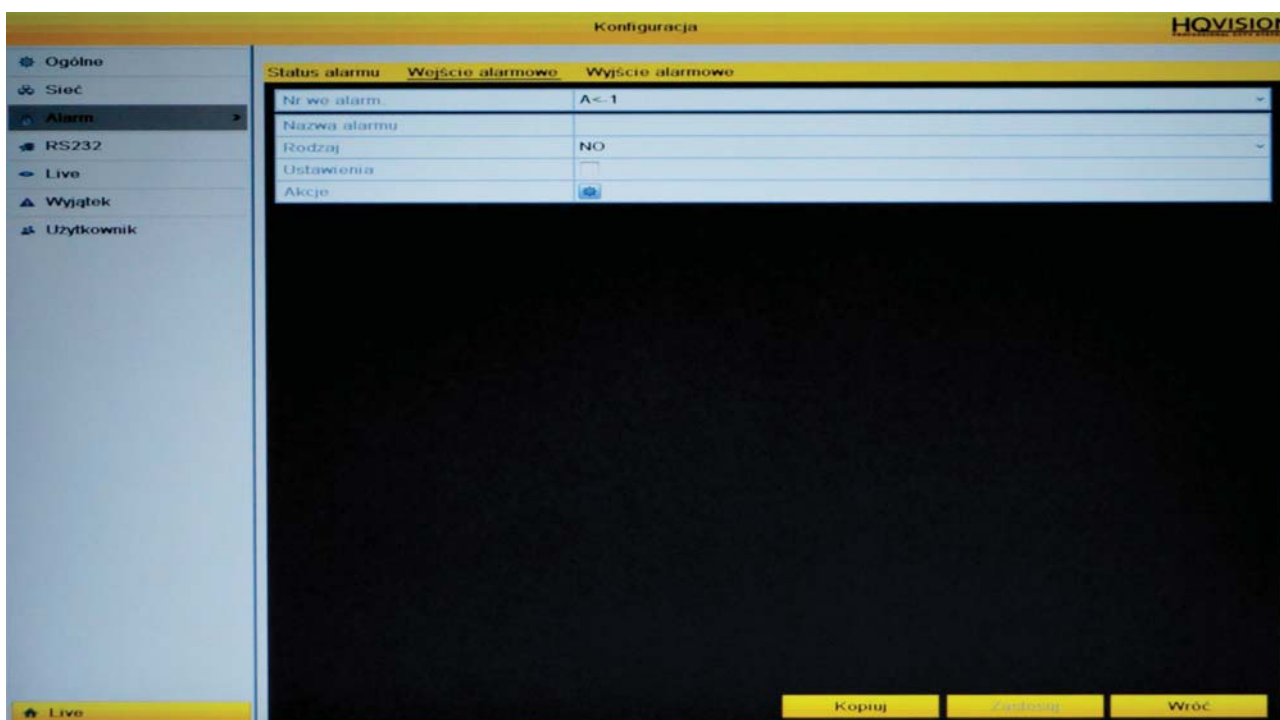 Konfiguracja
HQVISION
Ogólne
Sieć
Alarm
RS232
Live
Wyjątek
Użytkownik
Status alarmu Wejście alarmowe Wyjście alarmowe
Nr we alarm. A<-1
Nazwa alarmu
Rodzaj NO
Ustawienia
Akcje
Live
Kopiuj Zastosuj Wróć